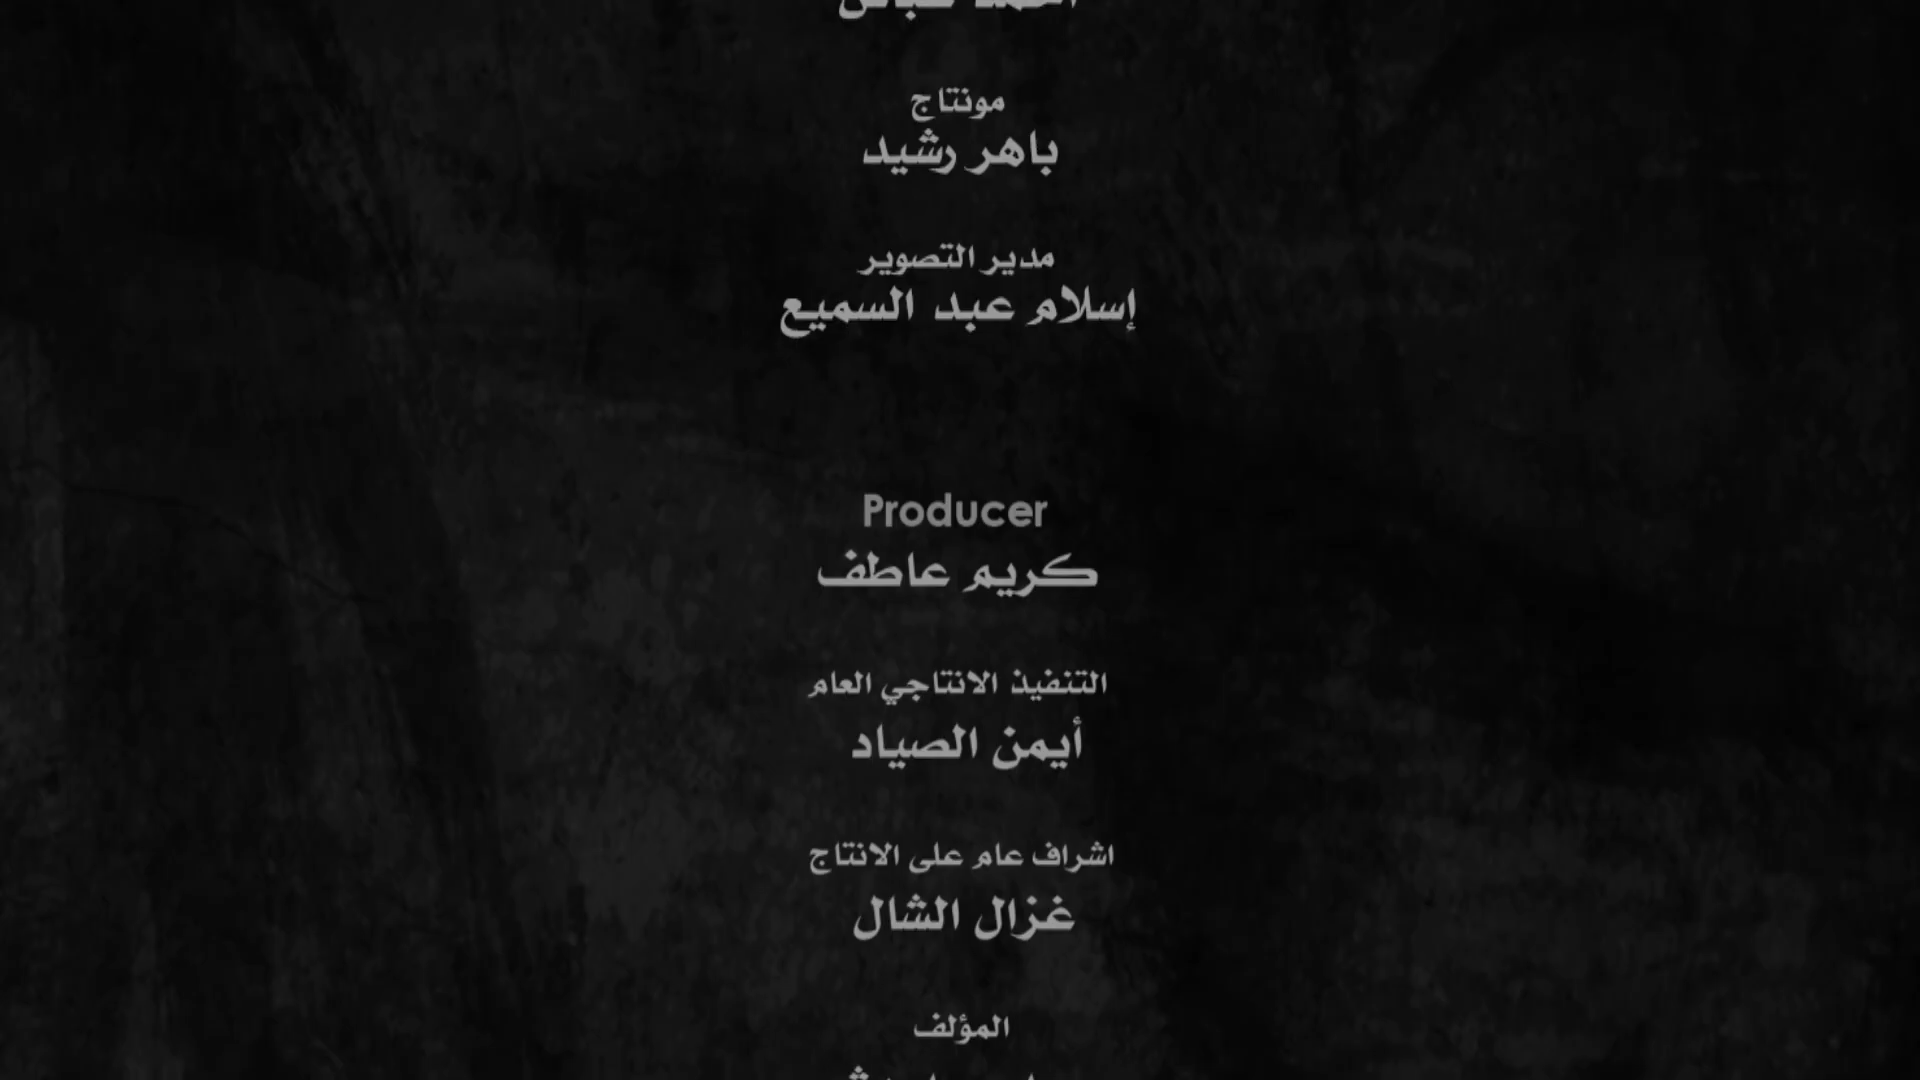 مونتاج
باهر رشيد
مدير التصوير
إسلام عبد السميع
Producer
كريم عاطف
التنفيذ الانتاجي العام
أيمن الصياد
اشراف عام على الانتاج
غزال الشال
المؤلف